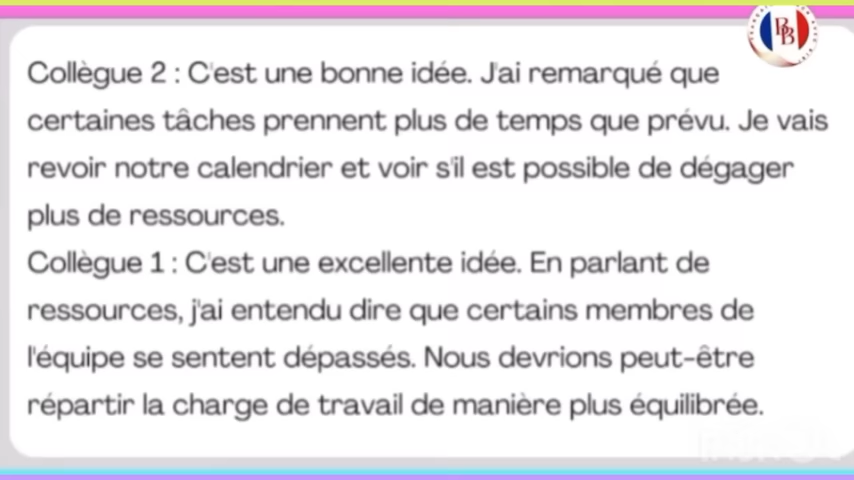 Collègue 2 : C'est une bonne idée. J'ai remarqué que
certaines tâches prennent plus de temps que prévu. Je vais
revoir notre calendrier et voir s'il est possible de dégager
plus de ressources.
Collègue 1 : C'est une excellente idée. En parlant de
ressources, j'ai entendu dire que certains membres de
l'équipe se sentent dépassés. Nous devrions peut-être
répartir la charge de travail de manière plus équilibrée.